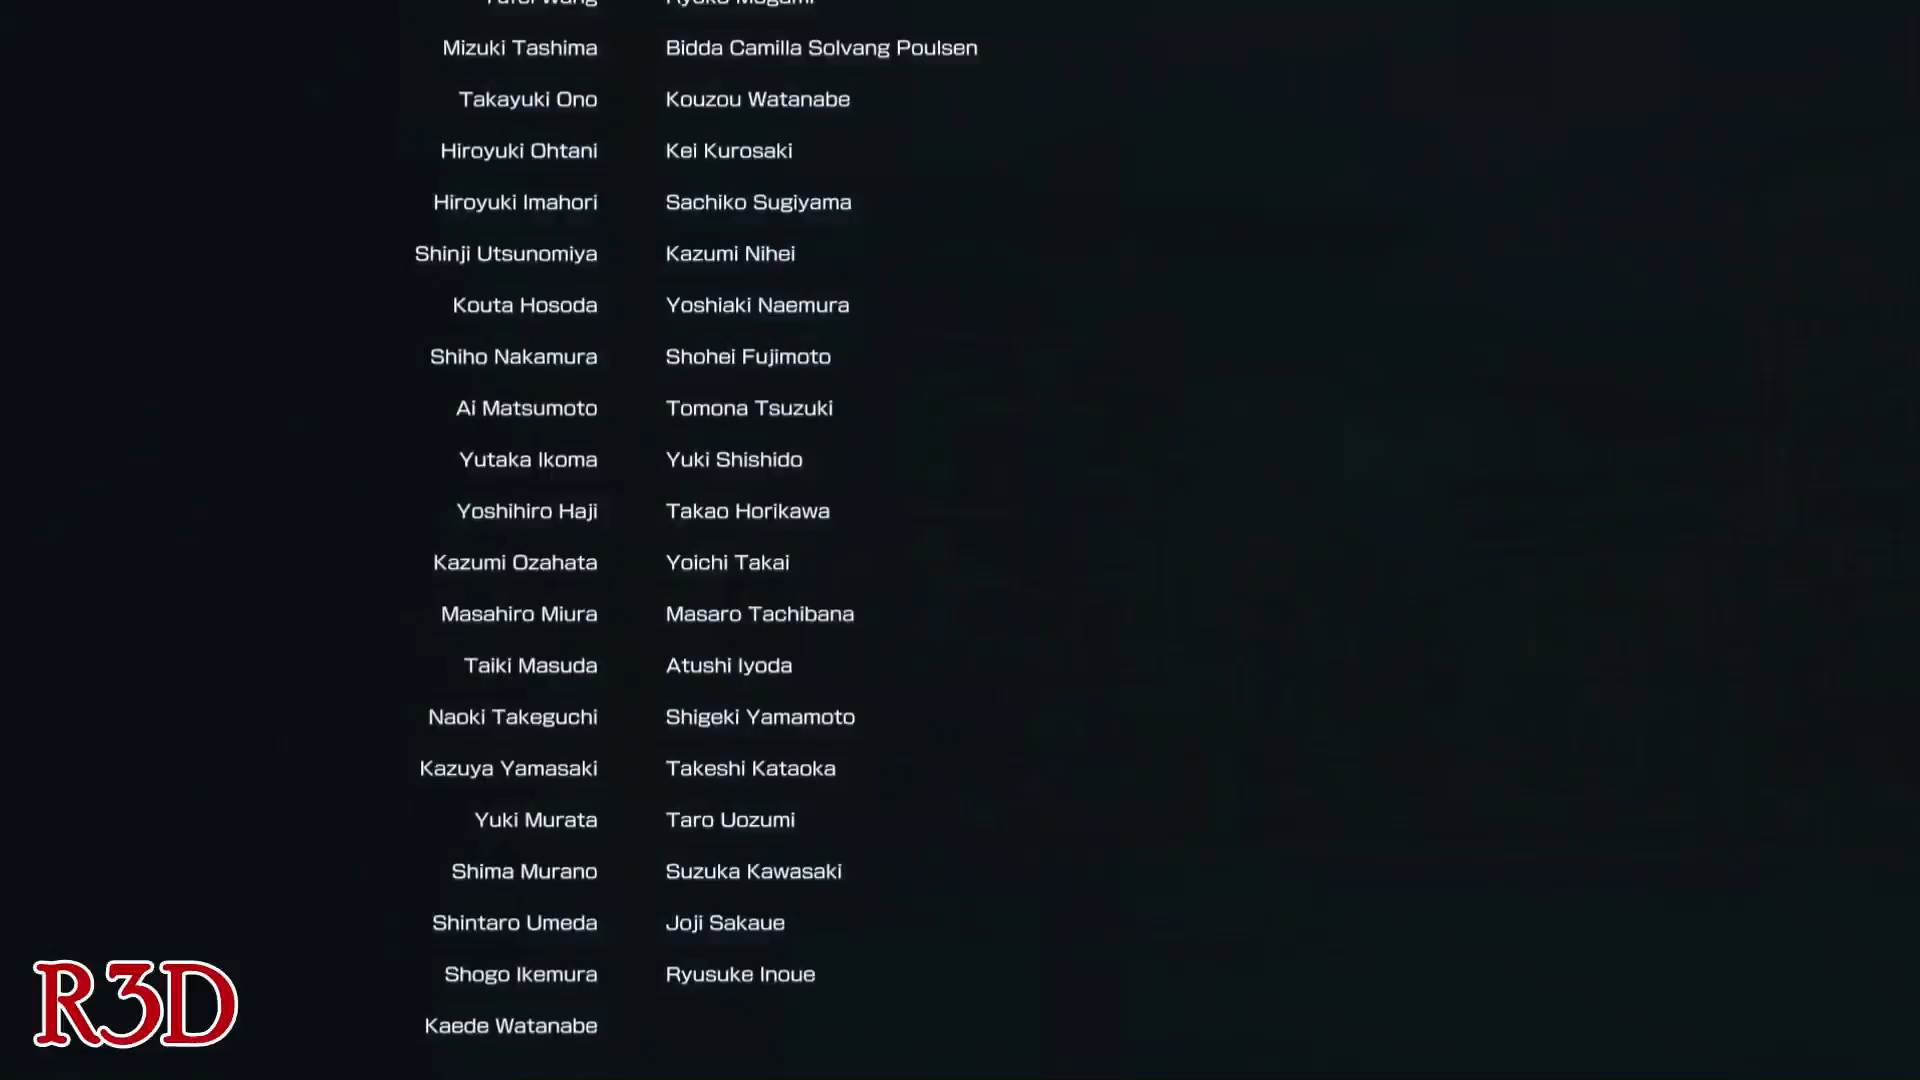 Mizuki Tashima Bidda Camilla Solvang Poulsen
Takayuki Ono Kouzou Watanabe
Hiroyuki Ohtani Kei Kurosaki
Hiroyuki Imahori Sachiko Sugiyama
Shinji Utsunomiya Kazumi Nihei
Kouta Hosoda Yoshiaki Naemura
Shiho Nakamura Shohei Fujimoto
Ai Matsumoto Tomona Tsuzuki
Yutaka Ikoma Yuki Shishido
Yoshihiro Haji Takao Horikawa
Kazumi Ozahata Yoichi Takai
Masahiro Miura Masaro Tachibana
Taiki Masuda Atushi Iyoda
Naoki Takeguchi Shigeki Yamamoto
Kazuya Yamasaki Takeshi Kataoka
Yuki Murata Taro Uozumi
Shima Murano Suzuka Kawasaki
Shintaro Umeda Joji Sakaue
Shogo Ikemura Ryusuke Inoue
Kaede Watanabe
R3D